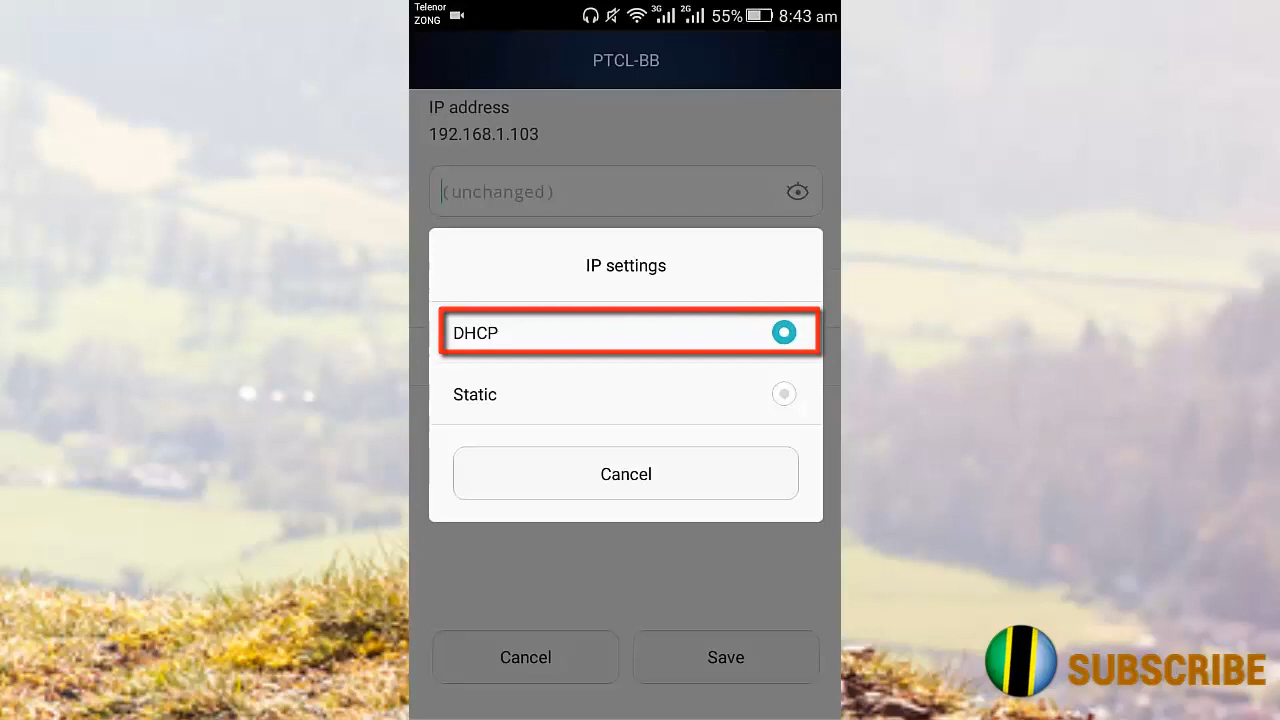 Telenor
ZONG
3G 2G 55% 8:43 am
PTCL-BB
IP address
192.168.1.103
(unchanged)
IP settings
DHCP
Static
Cancel
Cancel Save
SUBSCRIBE